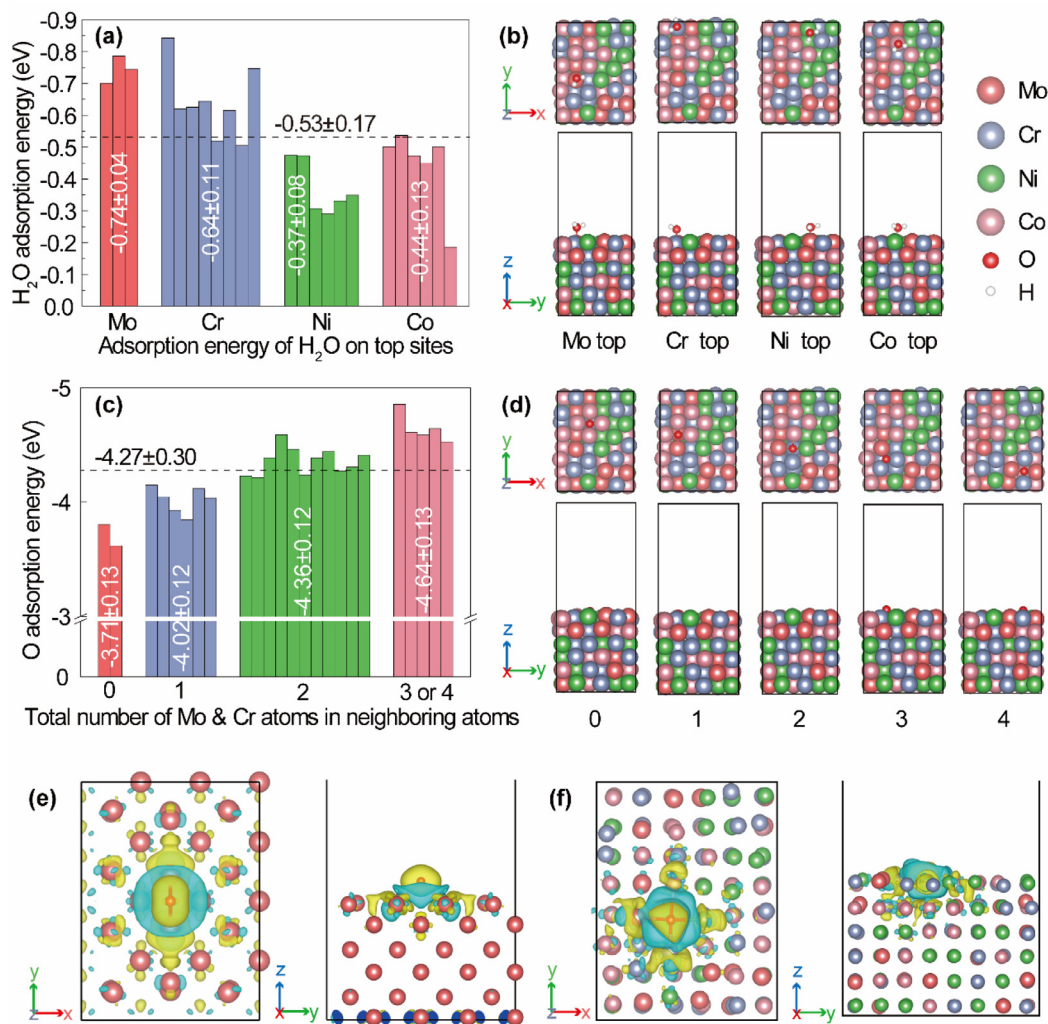 (a)
H₂O adsorption energy (eV)
-0.9
-0.8
-0.7
-0.6
-0.5
-0.4
-0.3
-0.2
-0.1
0.0
-0.53±0.17
-0.74±0.04
-0.64±0.11
-0.37±0.08
-0.44±0.13
Mo Cr Ni Co
Adsorption energy of H₂O on top sites
(b)
y
z x
z
x y
Mo top Cr top Ni top Co top
Mo
Cr
Ni
Co
O
H
(c)
O adsorption energy (eV)
-5
-4
-3
0
-4.27±0.30
-3.71±0.13
-4.02±0.12
-4.36±0.12
-4.64±0.13
0 1 2 3 or 4
Total number of Mo & Cr atoms in neighboring atoms
(d)
y
z x
z
x y
0 1 2 3 4
(e)
y
z x
z
x y
(f)
y
z x
z
x y